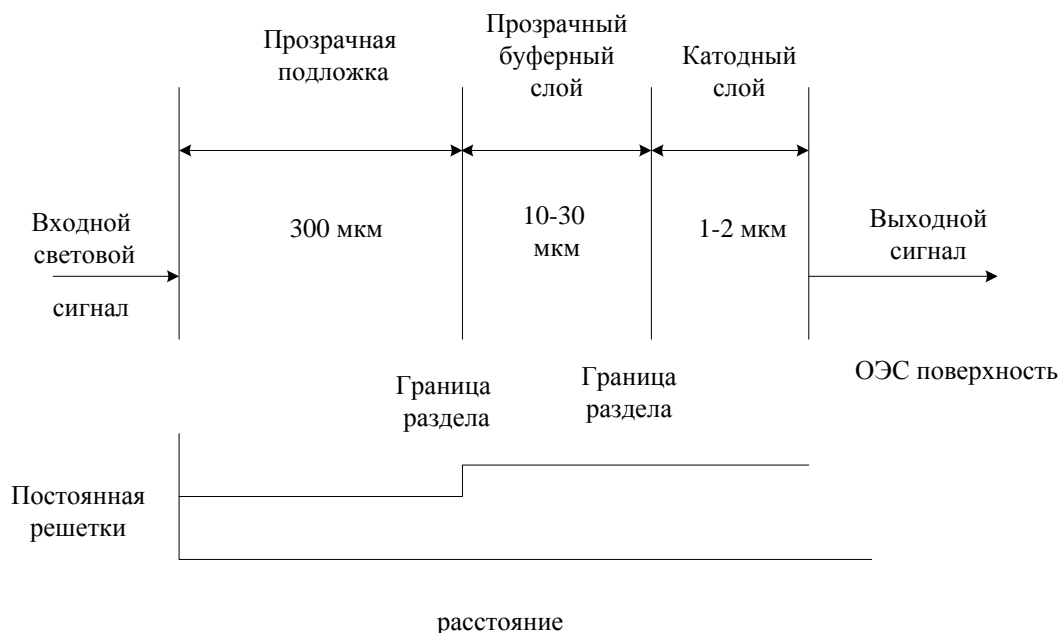 Прозрачная
подложка
Прозрачный
буферный
слой
Катодный
слой
Входной
световой
сигнал
300 мкм
10-30
мкм
1-2 мкм
Выходной
сигнал
ОЭС поверхность
Граница
раздела
Граница
раздела
Постоянная
решетки
расстояние